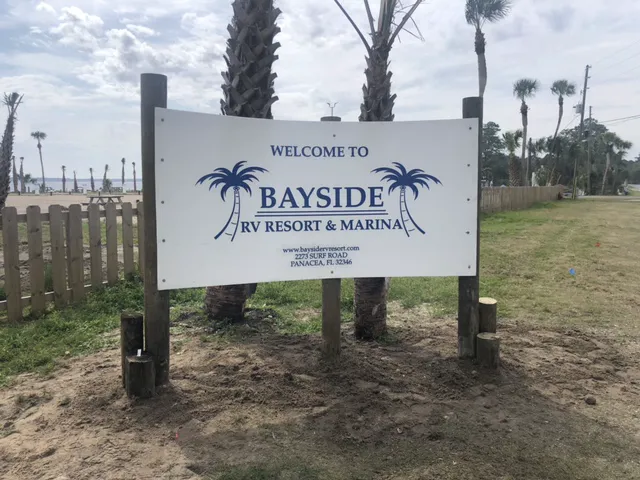 WELCOME TO
BAYSIDE
RV RESORT & MARINA
www.baysidervresort.com
2273 SURF ROAD
PANACEA, FL 32346